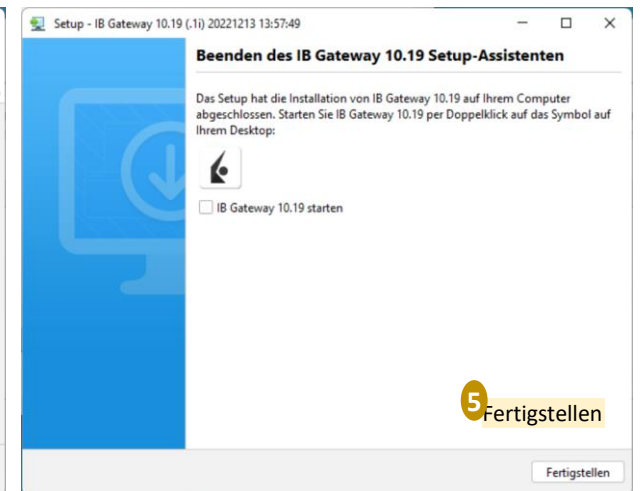 Setup - IB Gateway 10.19 (.1i) 20221213 13:57:49
Beenden des IB Gateway 10.19 Setup-Assistenten
Das Setup hat die Installation von IB Gateway 10.19 auf Ihrem Computer
abgeschlossen. Starten Sie IB Gateway 10.19 per Doppelklick auf das Symbol auf
Ihrem Desktop:
IB Gateway 10.19 starten
5 Fertigstellen
Fertigstellen